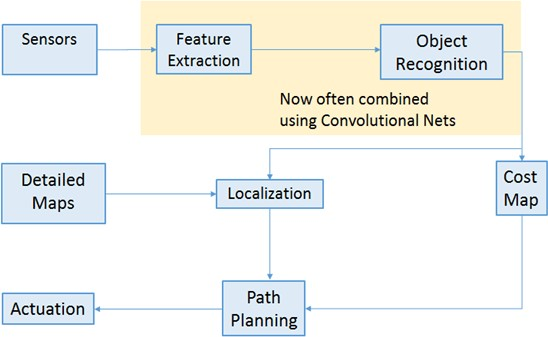 Sensors
Feature
Extraction
Object
Recognition
Now often combined
using Convolutional Nets
Detailed
Maps
Localization
Cost
Map
Actuation
Path
Planning